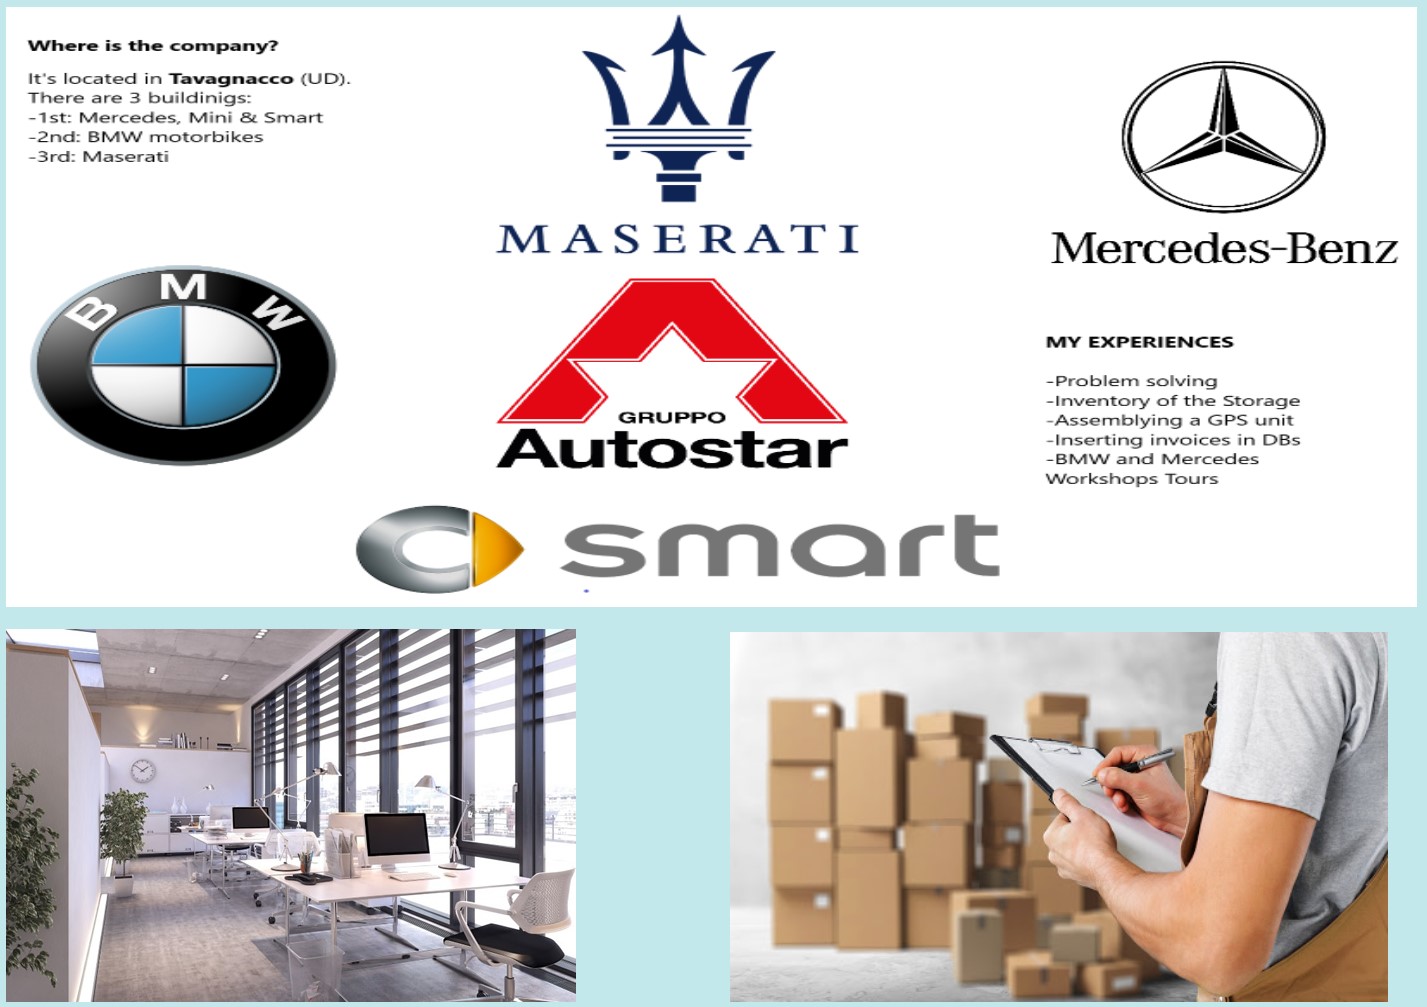 Where is the company?
It's located in Tavagnacco (UD).
There are 3 buildinigs:
-1st: Mercedes, Mini & Smart
-2nd: BMW motorbikes
-3rd: Maserati
MASERATI
Mercedes-Benz
BMW
GRUPPO
Autostar
MY EXPERIENCES
-Problem solving
-Inventory of the Storage
-Assemblying a GPS unit
-Inserting invoices in DBs
-BMW and Mercedes
Workshops Tours
smart